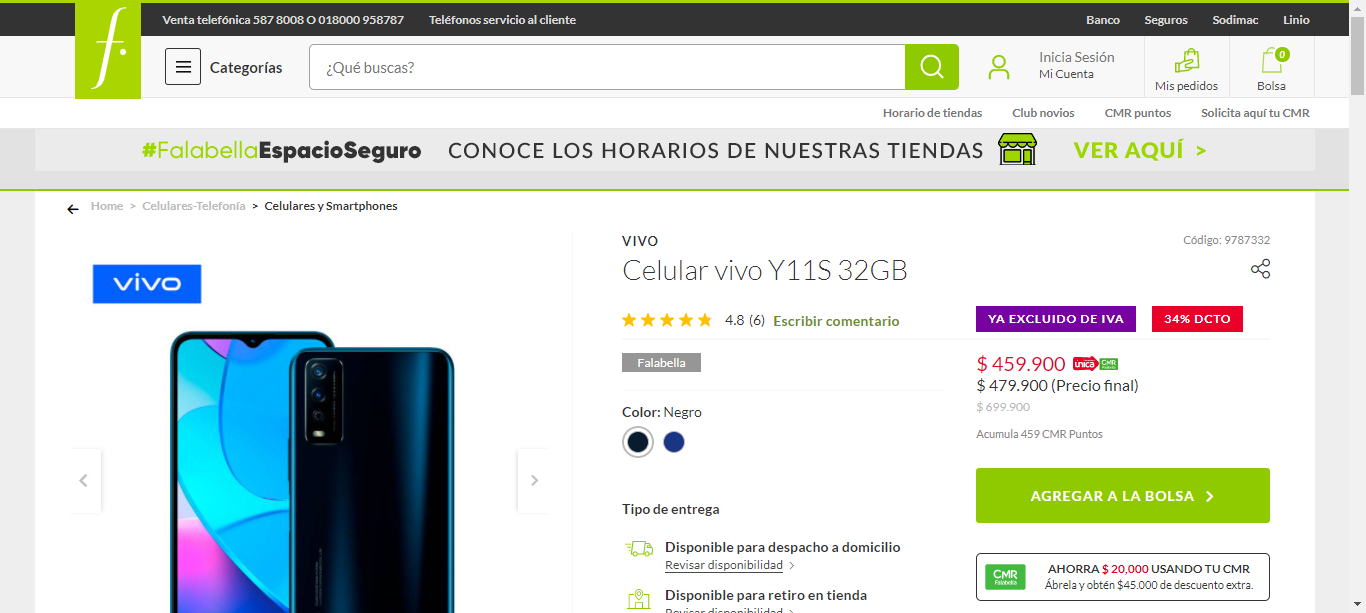 Venta telefónica 587 8008 O 018000 958787 Teléfonos servicio al cliente Banco Seguros Sodimac Linio
f.
Categorías ¿Qué buscas? Inicia Sesión
Mi Cuenta
Mis pedidos
0
Bolsa
Horario de tiendas Club novios CMR puntos Solicita aquí tu CMR
#FalabellaEspacioSeguro CONOCE LOS HORARIOS DE NUESTRAS TIENDAS VER AQUÍ >
Home > Celulares-Telefonía > Celulares y Smartphones
vivo
VIVO
Código: 9787332
Celular vivo Y11S 32GB
4.8 (6) Escribir comentario
YA EXCLUIDO DE IVA 34% DCTO
Falabella
$ 459.900 única CMR
$ 479.900 (Precio final)
$ 699.900
Acumula 459 CMR Puntos
Color: Negro
AGREGAR A LA BOLSA
Tipo de entrega
Disponible para despacho a domicilio
Revisar disponibilidad
Disponible para retiro en tienda
Revisar disponibilidad
CMR
Falabella
AHORRA $ 20,000 USANDO TU CMR
Ábrela y obtén $45.000 de descuento extra.